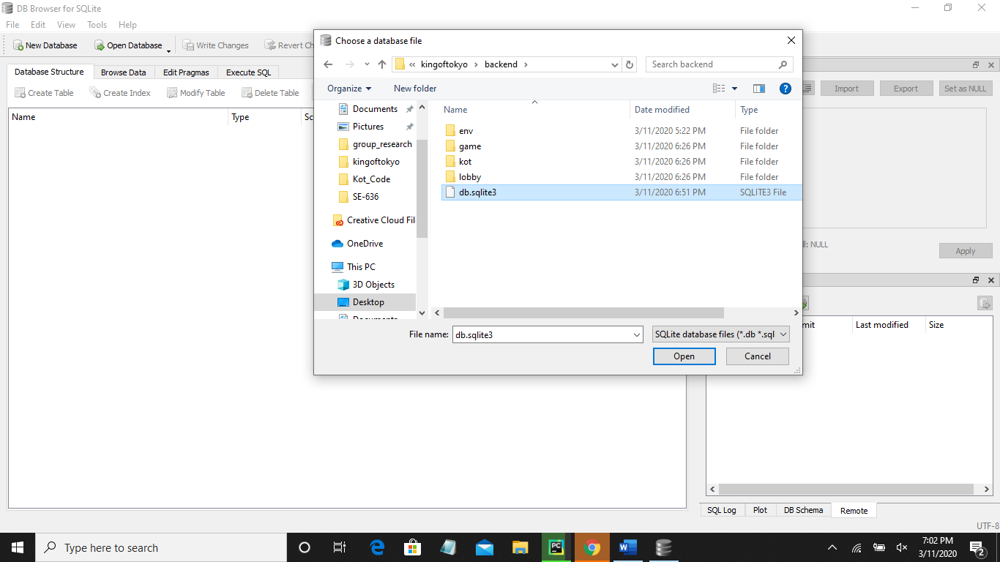 DB Browser for SQLite
File Edit View Tools Help
New Database Open Database Write Changes Revert Ch
Database Structure Browse Data Edit Pragmas Execute SQL
Create Table Create Index Modify Table Delete Table
Name Type Sc
Choose a database file
« kingoftokyo › backend › Search backend
Organize New folder
Name Date modified Type
Documents
Pictures
group_research
kingoftokyo
Kot_Code
SE-636
Creative Cloud Fil
OneDrive
This PC
3D Objects
Desktop
Documents
env 3/11/2020 5:22 PM File folder
game 3/11/2020 6:26 PM File folder
kot 3/11/2020 6:26 PM File folder
lobby 3/11/2020 6:26 PM File folder
db.sqlite3 3/11/2020 6:51 PM SQLITE3 File
File name: db.sqlite3 SQLite database files (*.db *.sql
Open Cancel
Import Export Set as NULL
: NULL
Apply
mit Last modified Size
SQL Log Plot DB Schema Remote
UTF-8
Type here to search
PC
W
7:02 PM
3/11/2020
2